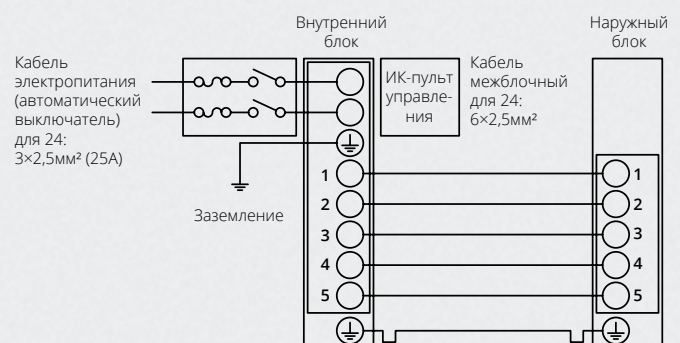 Внутренний
блок
Наружный
блок
Кабель
электропитания
(автоматический
выключатель)
для 24:
3×2,5мм² (25А)
ИК-пульт
управле-
ния
Кабель
межблочный
для 24:
6×2,5мм²
Заземление
1
2
3
4
5
1
2
3
4
5